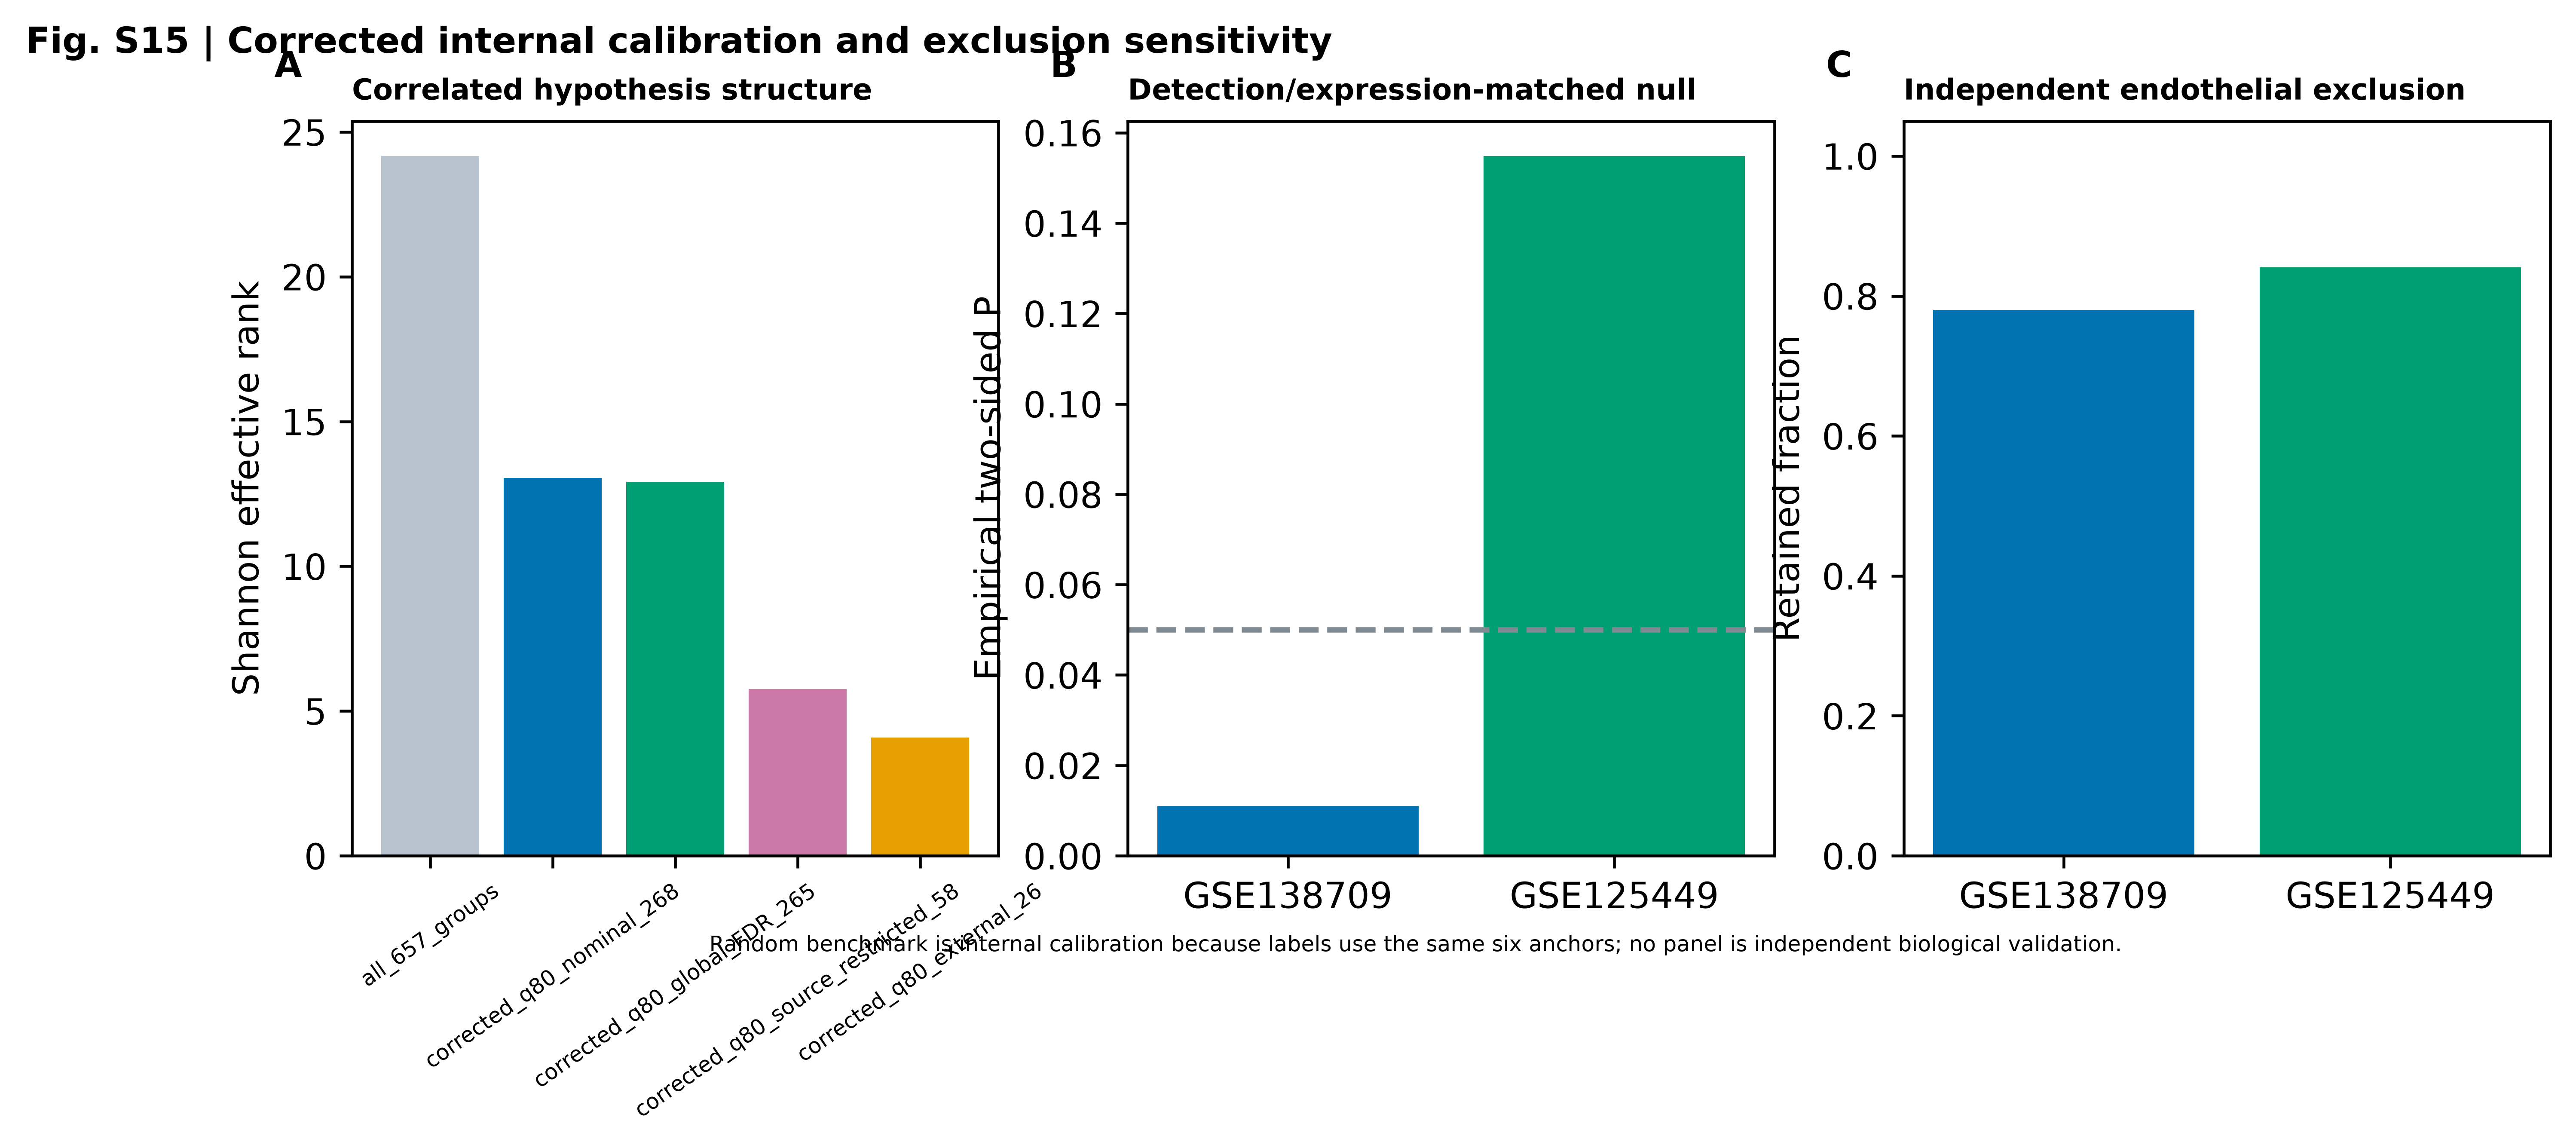 Fig. S15 | Corrected internal calibration and exclusion sensitivity
A
Correlated hypothesis structure
Shannon effective rank
25
20
15
10
5
0
all_657_groups
corrected_q80_nominal_268
corrected_q80_global_FDR_265
corrected_q80_source_restricted_58
corrected_q80_external_26
B
Detection/expression-matched null
Empirical two-sided P
0.16
0.14
0.12
0.10
0.08
0.06
0.04
0.02
0.00
GSE138709
GSE125449
C
Independent endothelial exclusion
Retained fraction
1.0
0.8
0.6
0.4
0.2
0.0
GSE138709
GSE125449
Random benchmark is internal calibration because labels use the same six anchors; no panel is independent biological validation.